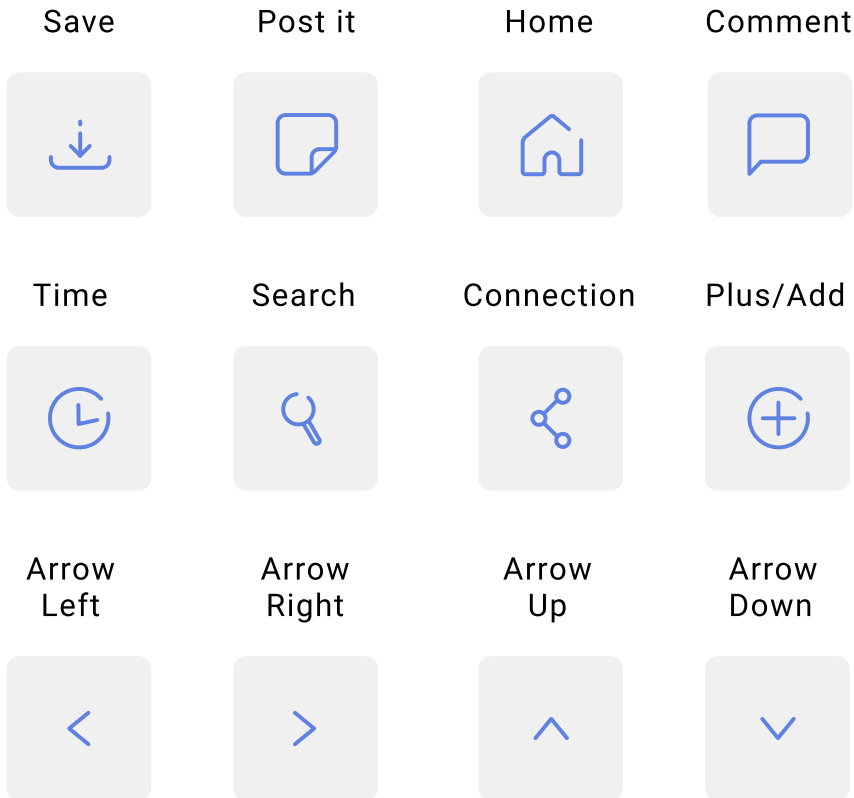 Save
Post it
Home
Comment
Time
Search
Connection
Plus/Add
Arrow
Left
Arrow
Right
Arrow
Up
Arrow
Down